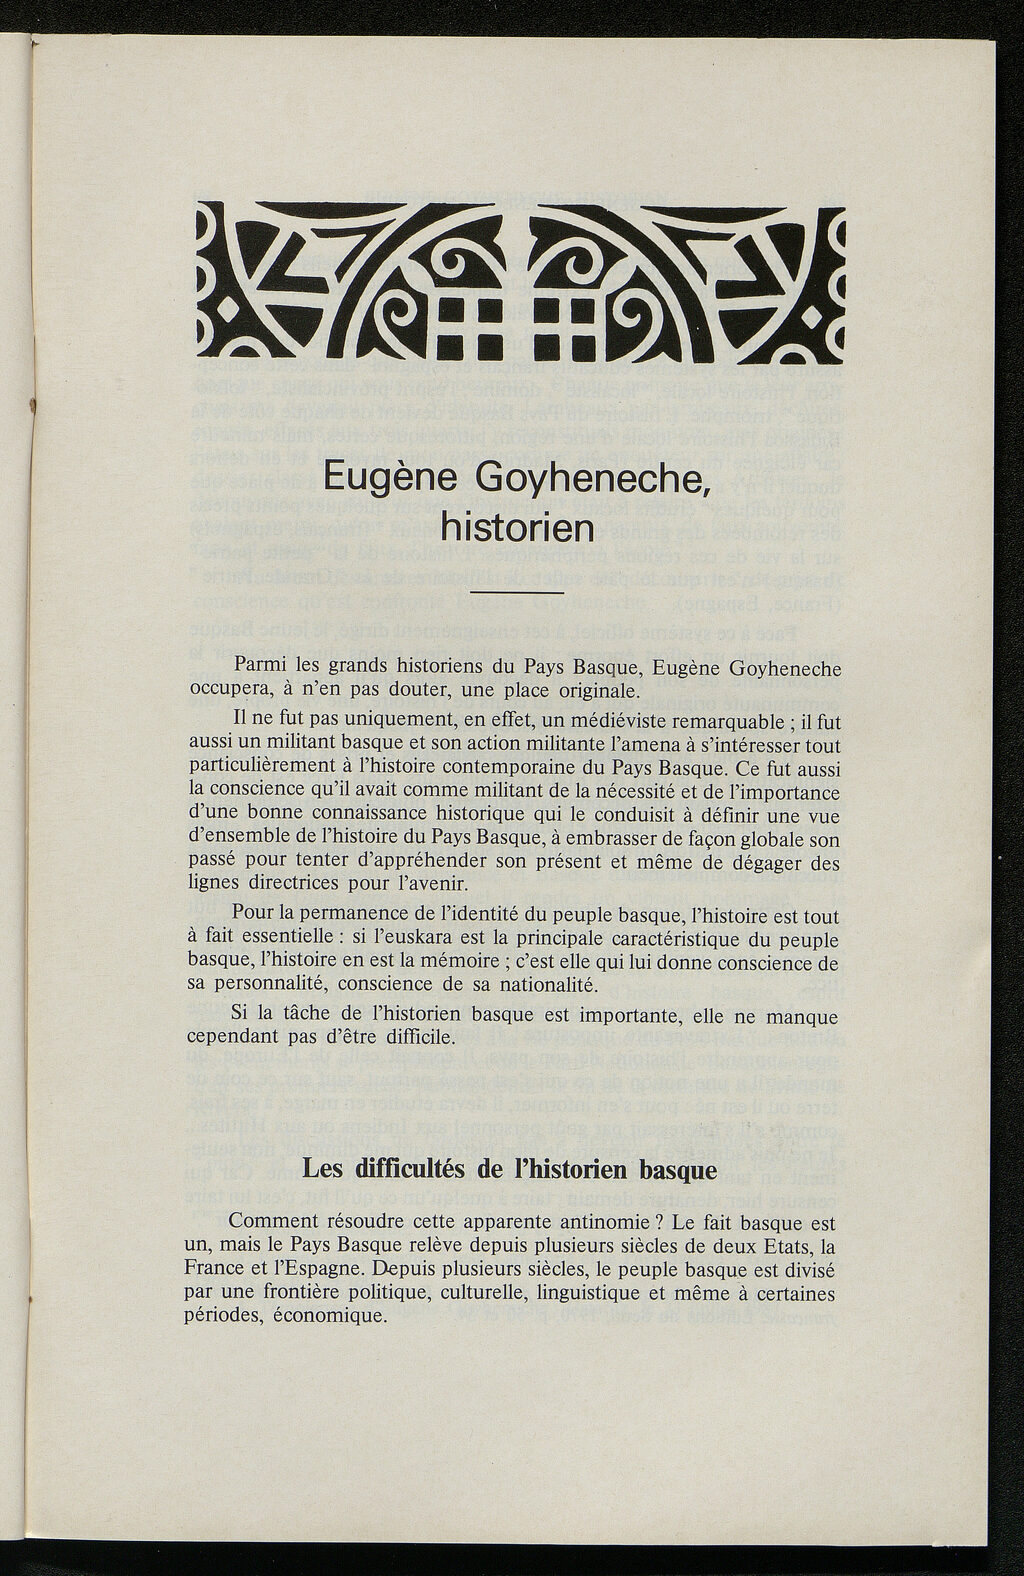 Eugène Goyheneche,
historien
Parmi les grands historiens du Pays Basque, Eugène Goyheneche
occupera, à n'en pas douter, une place originale.
Il ne fut pas uniquement, en effet, un médiéviste remarquable ; il fut
aussi un militant basque et son action militante l'amena à s'intéresser tout
particulièrement à l'histoire contemporaine du Pays Basque. Ce fut aussi
la conscience qu'il avait comme militant de la nécessité et de l'importance
d'une bonne connaissance historique qui le conduisit à définir une vue
d'ensemble de l'histoire du Pays Basque, à embrasser de façon globale son
passé pour tenter d'appréhender son présent et même de dégager des
lignes directrices pour l'avenir.
Pour la permanence de l'identité du peuple basque, l'histoire est tout
à fait essentielle : si l'euskara est la principale caractéristique du peuple
basque, l'histoire en est la mémoire ; c'est elle qui lui donne conscience de
sa personnalité, conscience de sa nationalité.
Si la tâche de l'historien basque est importante, elle ne manque
cependant pas d'être difficile.
Les difficultés de l'historien basque
Comment résoudre cette apparente antinomie ? Le fait basque est
un, mais le Pays Basque relève depuis plusieurs siècles de deux Etats, la
France et l'Espagne. Depuis plusieurs siècles, le peuple basque est divisé
par une frontière politique, culturelle, linguistique et même à certaines
périodes, économique.